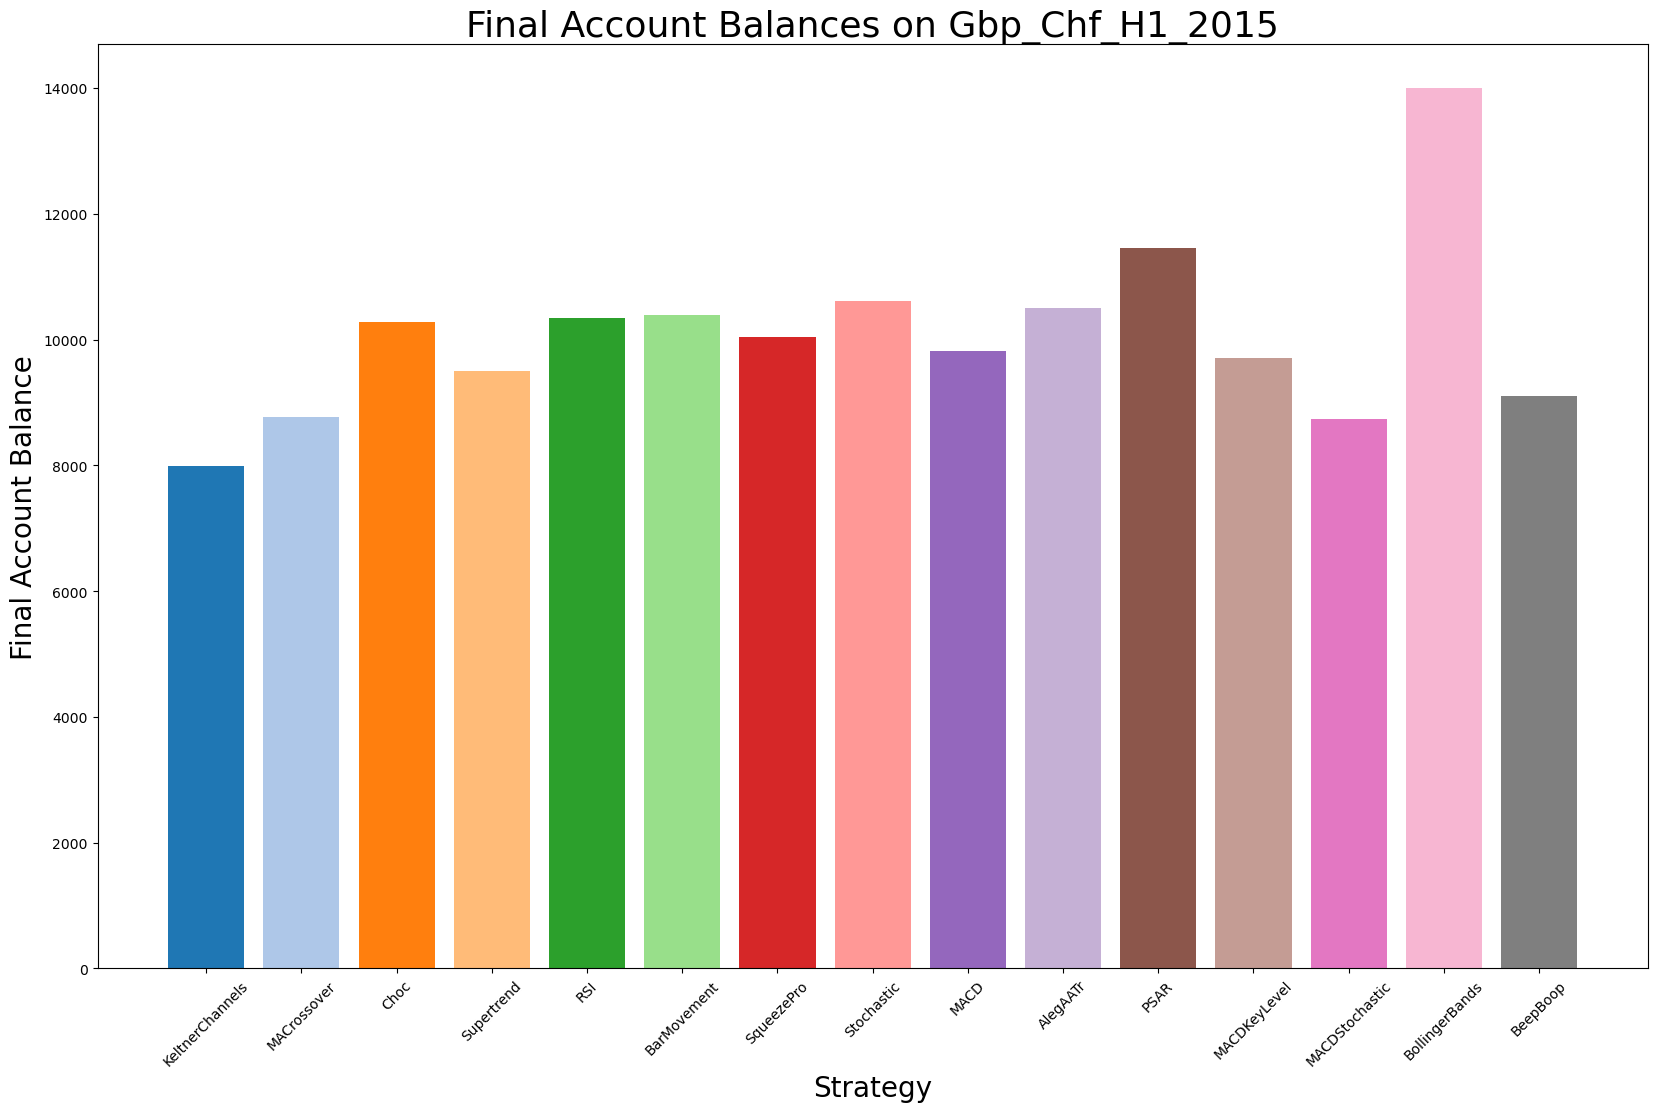 Final Account Balances on Gbp_Chf_H1_2015
Final Account Balance
14000
12000
10000
8000
6000
4000
2000
0
KeltnerChannels
MACrossover
Choc
Supertrend
RSI
BarMovement
SqueezePro
Stochastic
MACD
AlegAATr
PSAR
MACDKeyLevel
MACDStochastic
BollingerBands
BeepBoop
Strategy